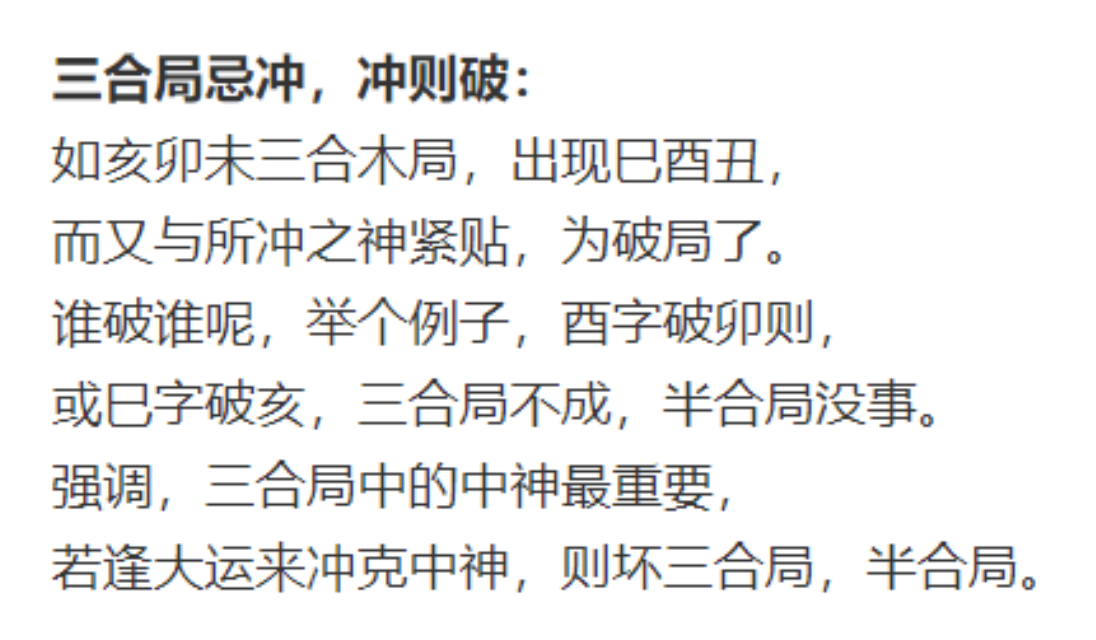 三合局忌冲，冲则破：
如亥卯未三合木局，出现巳酉丑，
而又与所冲之神紧贴，为破局了。
谁破谁呢，举个例子，酉字破卯则，
或巳字破亥，三合局不成，半合局没事。
强调，三合局中的中神最重要，
若逢大运来冲克中神，则坏三合局，半合局。